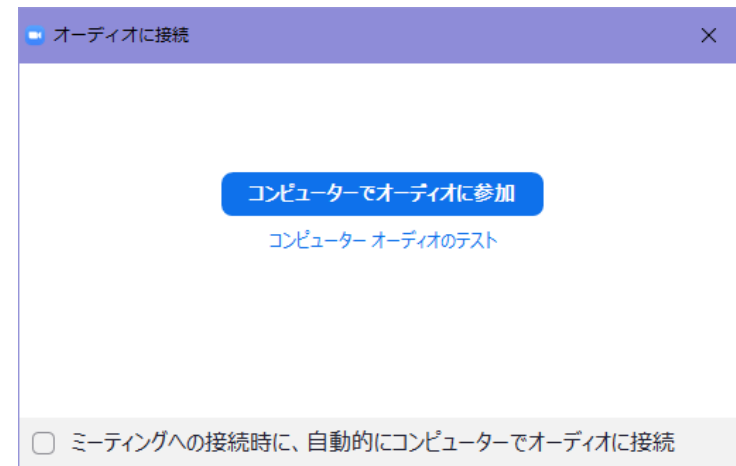 オーディオに接続
コンピューターでオーディオに参加
コンピューター オーディオのテスト
ミーティングへの接続時に、自動的にコンピューターでオーディオに接続